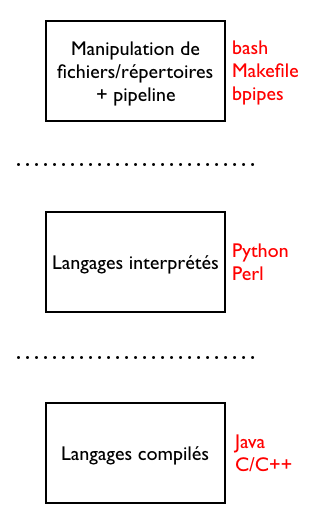 Manipulation de
fichiers/répertoires
+ pipeline
bash
Makefile
bpipes
Langages interprétés
Python
Perl
Langages compilés
Java
C/C++